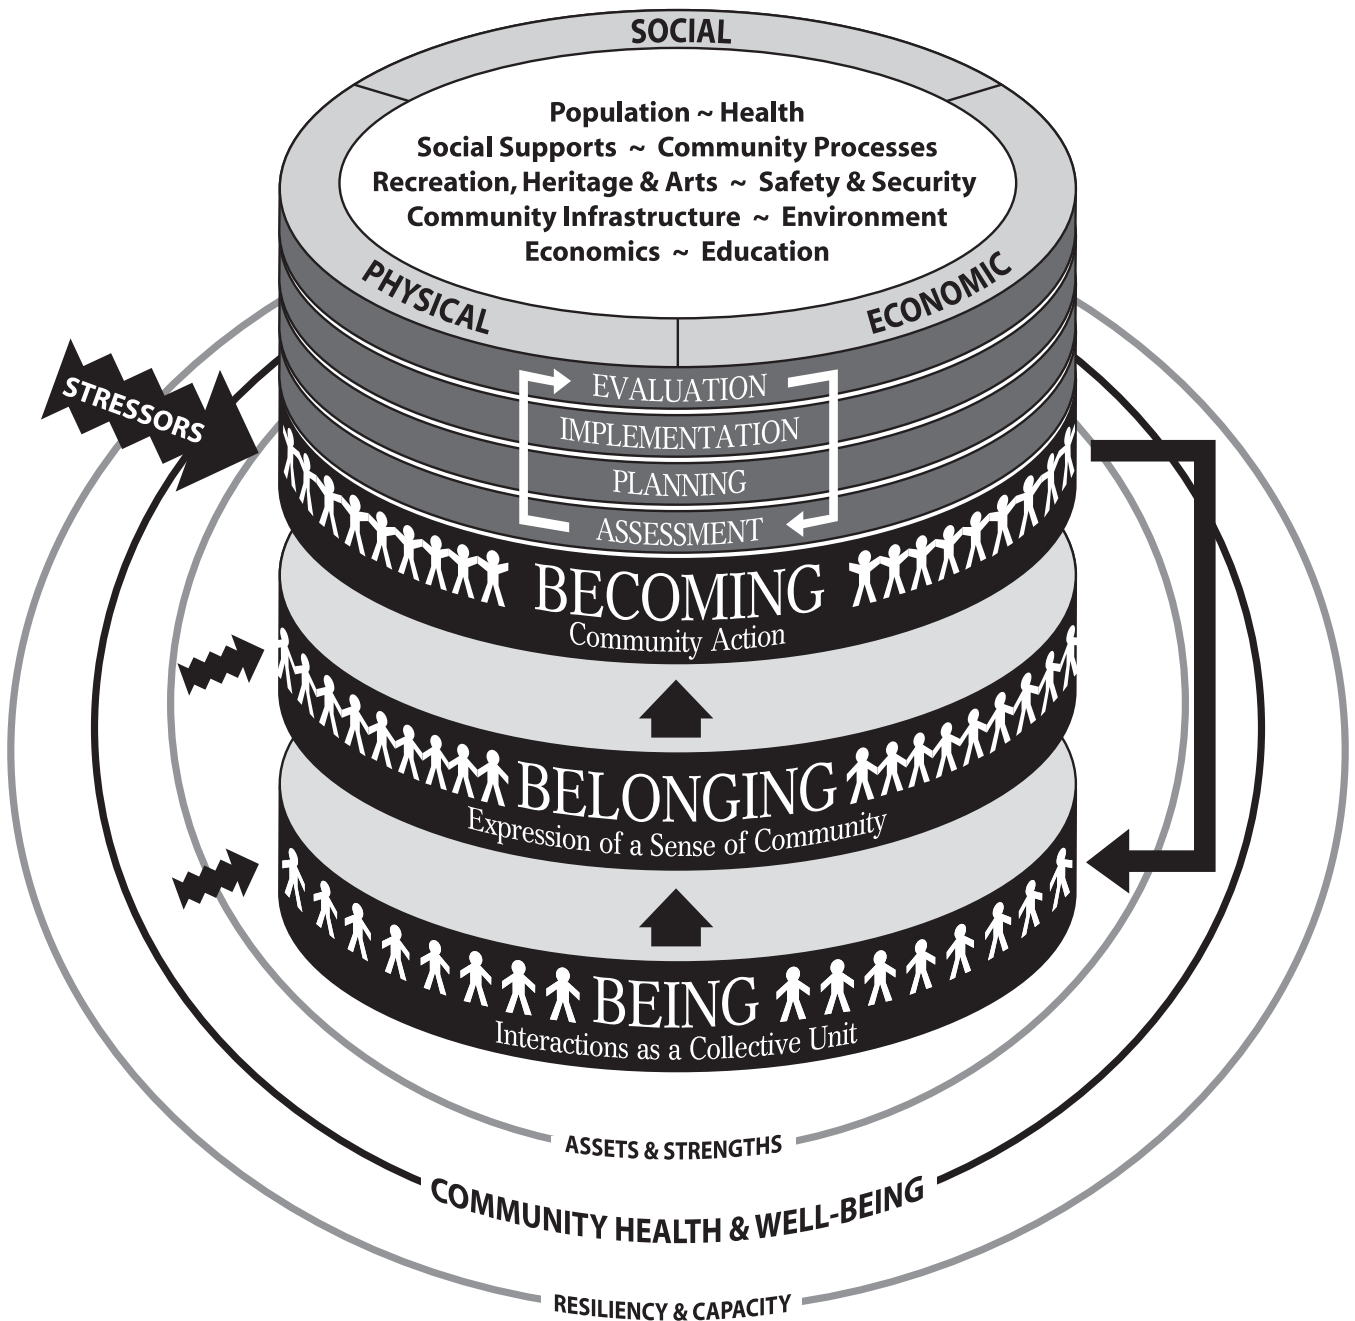 SOCIAL
Population ~ Health
Social Supports ~ Community Processes
Recreation, Heritage & Arts ~ Safety & Security
Community Infrastructure ~ Environment
Economics ~ Education
PHYSICAL
ECONOMIC
STRESSORS
EVALUATION
IMPLEMENTATION
PLANNING
ASSESSMENT
BECOMING
Community Action
BELONGING
Expression of a Sense of Community
BEING
Interactions as a Collective Unit
ASSETS & STRENGTHS
COMMUNITY HEALTH & WELL-BEING
RESILIENCY & CAPACITY